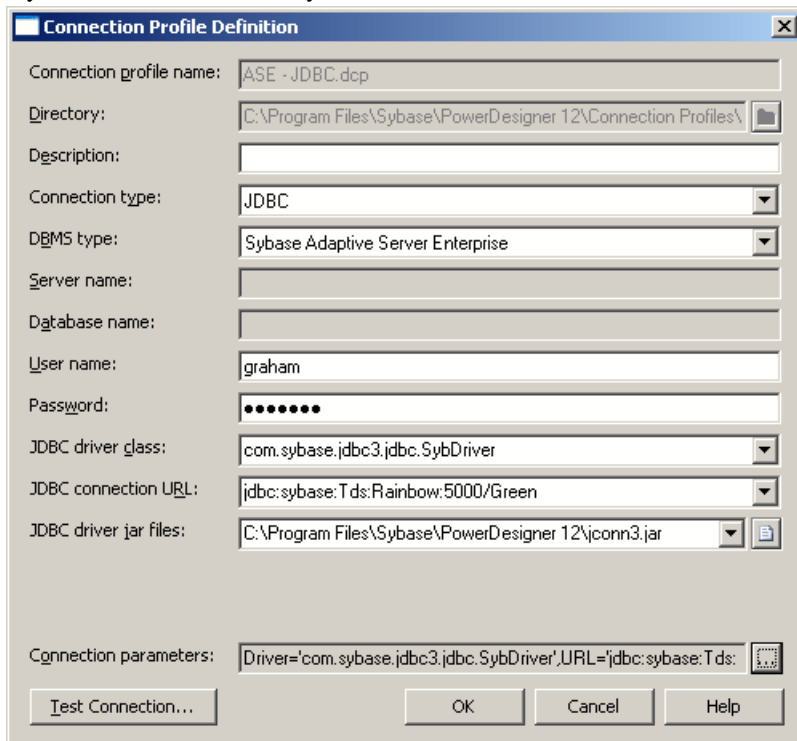 Connection Profile Definition
Connection profile name: ASE - JDBC.dcp
Directory: C:\Program Files\Sybase\PowerDesigner 12\Connection Profiles\
Description:
Connection type: JDBC
DBMS type: Sybase Adaptive Server Enterprise
Server name:
Database name:
User name: graham
Password: ●●●●●●●
JDBC driver class: com.sybase.jdbc3.jdbc.SybDriver
JDBC connection URL: jdbc:sybase:Tds:Rainbow:5000/Green
JDBC driver jar files: C:\Program Files\Sybase\PowerDesigner 12\jconn3.jar
Connection parameters: Driver='com.sybase.jdbc3.jdbc.SybDriver',URL='jdbc:sybase:Tds: ...
Test Connection... OK Cancel Help